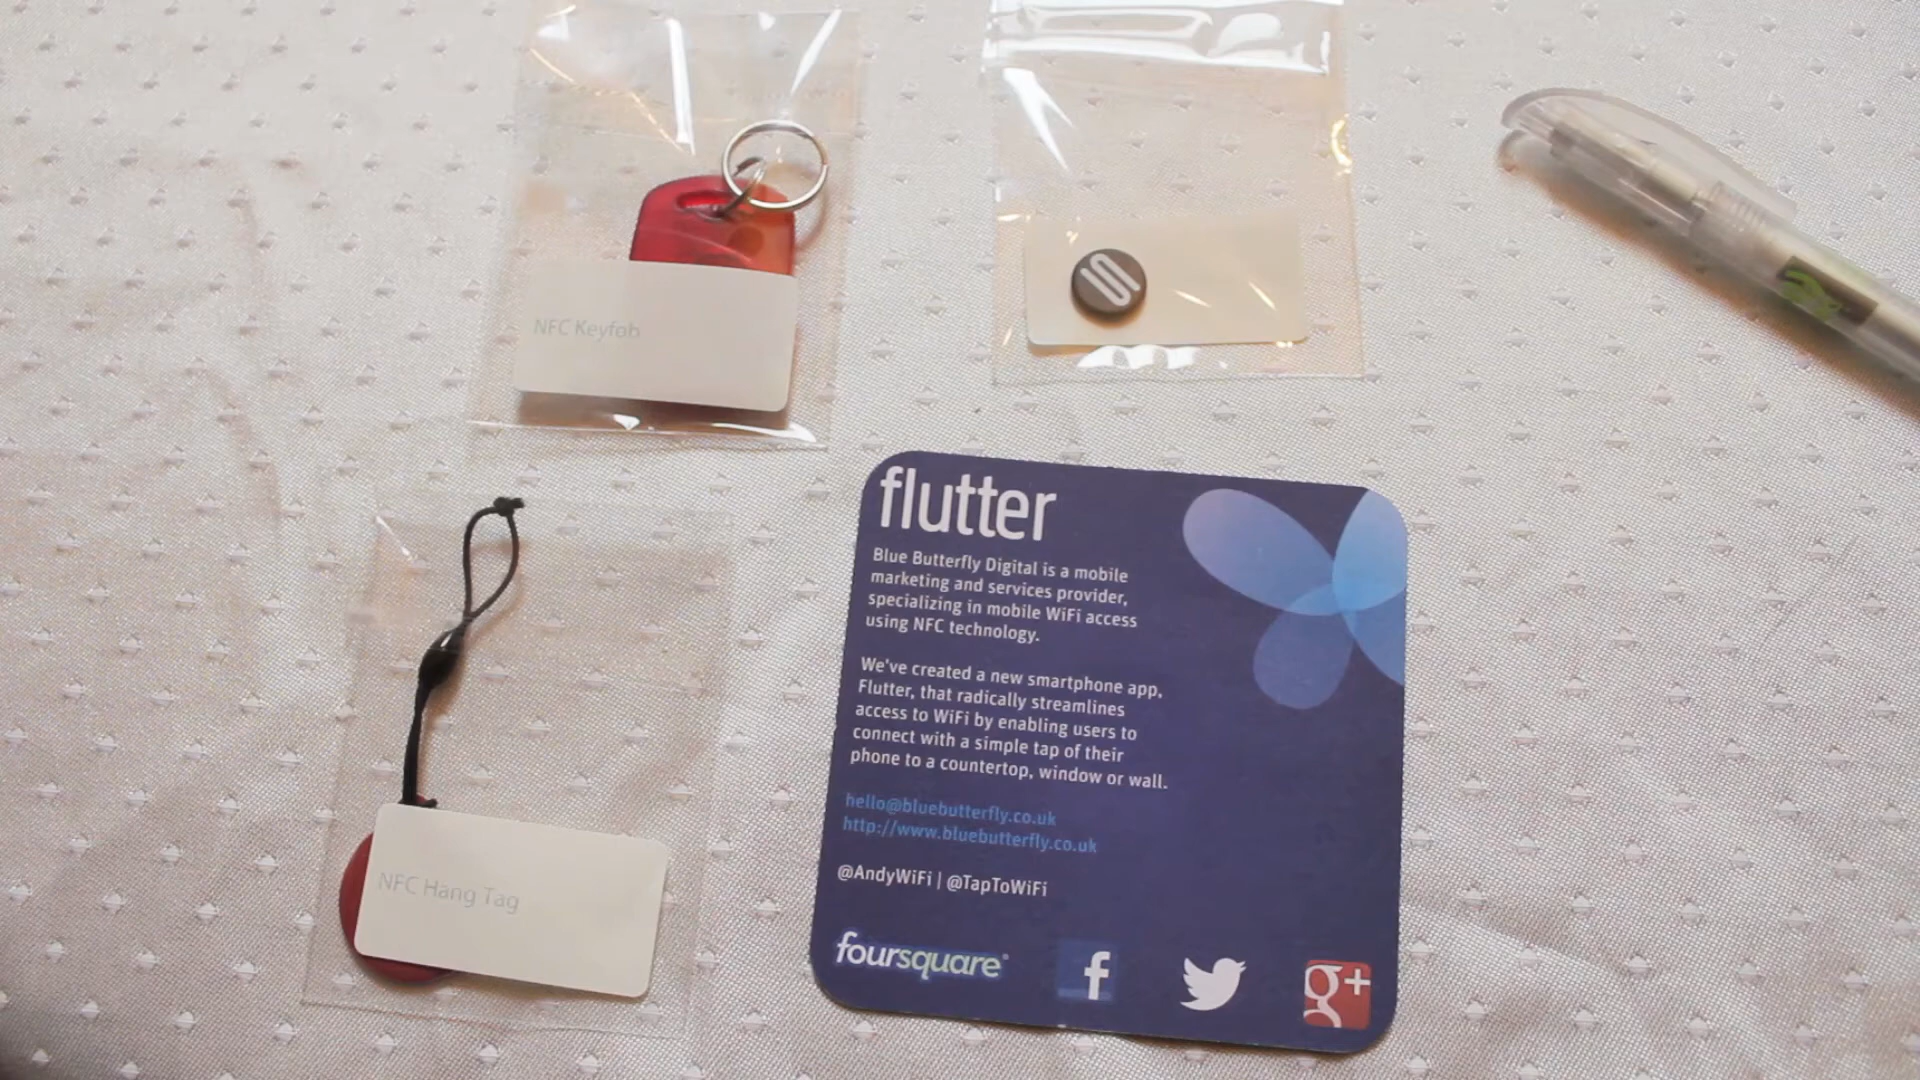 NFC Keyfob
flutter
Blue Butterfly Digital is a mobile
marketing and services provider,
specializing in mobile WiFi access
using NFC technology.
We've created a new smartphone app,
Flutter, that radically streamlines
access to WiFi by enabling users to
connect with a simple tap of their
phone to a countertop, window or wall.
hello@bluebutterfly.co.uk
http://www.bluebutterfly.co.uk
@AndyWiFi | @TapToWiFi
foursquare®
f
g+
NFC Hang Tag